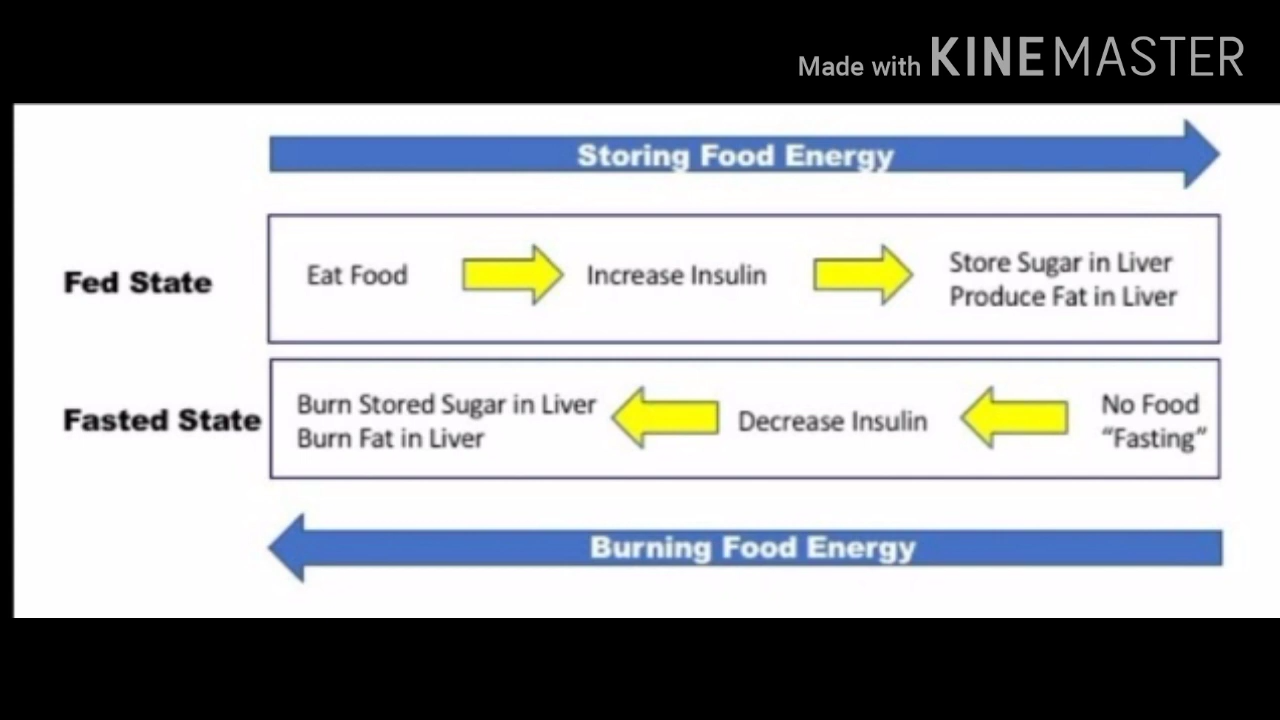 Made with KINEMASTER
Storing Food Energy
Fed State
Eat Food
Increase Insulin
Store Sugar in Liver
Produce Fat in Liver
Fasted State
Burn Stored Sugar in Liver
Burn Fat in Liver
Decrease Insulin
No Food
“Fasting”
Burning Food Energy